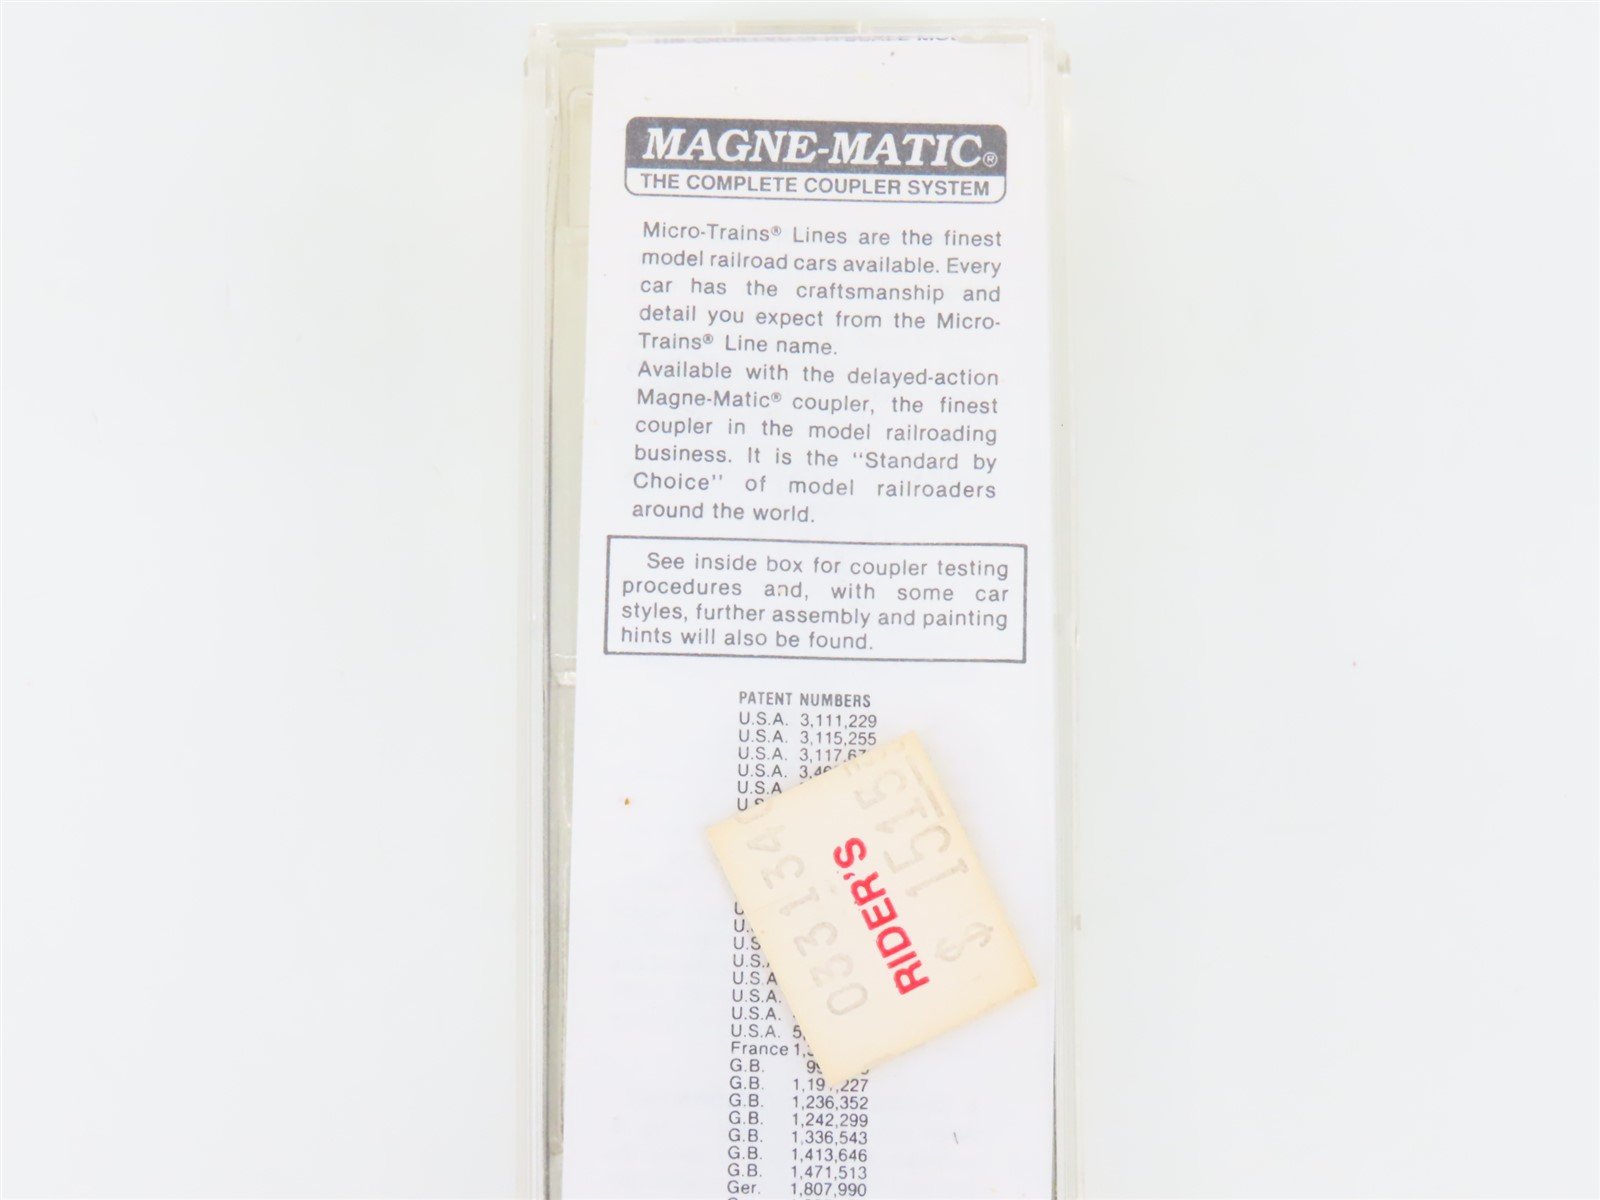 MAGNE-MATIC®
THE COMPLETE COUPLER SYSTEM
Micro-Trains® Lines are the finest
model railroad cars available. Every
car has the craftsmanship and
detail you expect from the Micro-
Trains® Line name.
Available with the delayed-action
Magne-Matic® coupler, the finest
coupler in the model railroading
business. It is the "Standard by
Choice" of model railroaders
around the world.
See inside box for coupler testing
procedures and, with some car
styles, further assembly and painting
hints will also be found.
PATENT NUMBERS
U.S.A. 3,111,229
U.S.A. 3,115,255
U.S.A.
U.S.A.
U.S.A
U.S
U.S.A
U.S.A.
U.S.A.
U.S.A.
France
G.B.
G.B. 1,191,227
G.B. 1,236,352
G.B. 1,242,299
G.B. 1,336,543
G.B. 1,413,646
G.B. 1,471,513
Ger. 1,807,990
RIDER'S
$ 1515